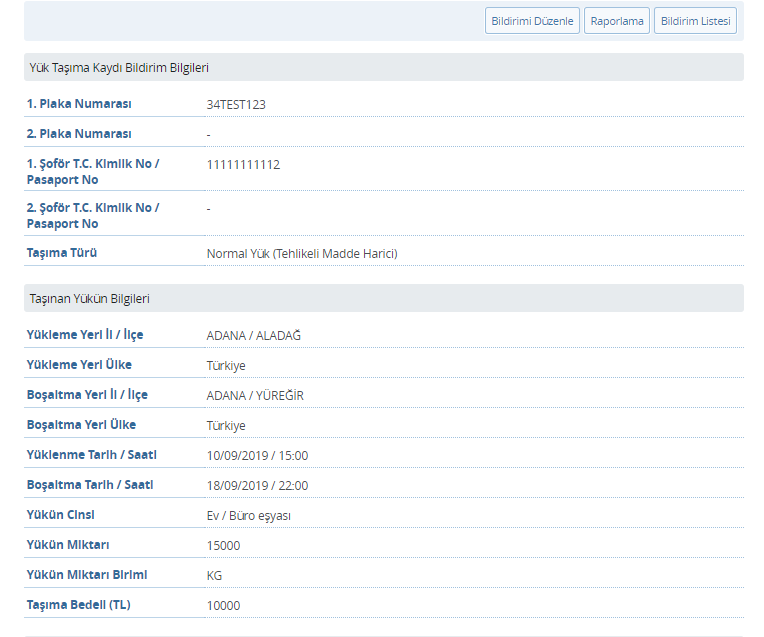 Bildirimi Düzenle Raporlama Bildirim Listesi
Yük Taşıma Kaydı Bildirim Bilgileri
1. Plaka Numarası 34TEST123
2. Plaka Numarası -
1. Şoför T.C. Kimlik No / 11111111112
Pasaport No
2. Şoför T.C. Kimlik No / -
Pasaport No
Taşıma Türü Normal Yük (Tehlikeli Madde Harici)
Taşınan Yükün Bilgileri
Yükleme Yeri İl / İlçe ADANA / ALADAĞ
Yükleme Yeri Ülke Türkiye
Boşaltma Yeri İl / İlçe ADANA / YÜREĞİR
Boşaltma Yeri Ülke Türkiye
Yüklenme Tarih / Saati 10/09/2019 / 15:00
Boşaltma Tarih / Saati 18/09/2019 / 22:00
Yükün Cinsi Ev / Büro eşyası
Yükün Miktarı 15000
Yükün Miktarı Birimi KG
Taşıma Bedeli (TL) 10000